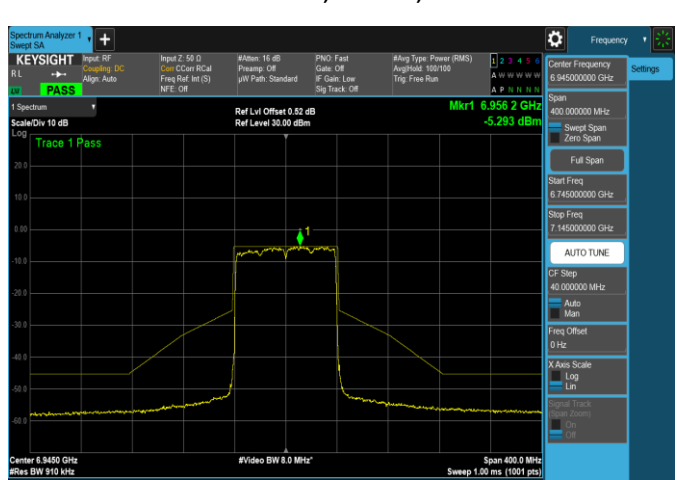 Spectrum Analyzer 1
Swept SA
+
Frequency
KEYSIGHT
RL
PASS
Input: RF
Coupling: DC
Align: Auto
Input Z: 50 Ω
Corr CCorr RCal
Freq Ref: Int (S)
NFE: Off
#Atten: 16 dB
Preamp: Off
µW Path: Standard
PNO: Fast
Gate: Off
IF Gain: Low
Sig Track: Off
#Avg Type: Power (RMS)
Avg|Hold: 100/100
Trig: Free Run
1 2 3 4 5 6
A W W W W W
A P N N N N
1 Spectrum
Scale/Div 10 dB
Log
Ref Lvl Offset 0.52 dB
Ref Level 30.00 dBm
Mkr1 6.956 2 GHz
-5.293 dBm
Trace 1 Pass
20.0
10.0
0.00
-10.0
-20.0
-30.0
-40.0
-50.0
-60.0
1
Center 6.9450 GHz
#Res BW 910 kHz
#Video BW 8.0 MHz*
Span 400.0 MHz
Sweep 1.00 ms (1001 pts)
Center Frequency
6.945000000 GHz
Span
400.000000 MHz
Swept Span
Zero Span
Full Span
Start Freq
6.745000000 GHz
Stop Freq
7.145000000 GHz
AUTO TUNE
CF Step
40.000000 MHz
Auto
Man
Freq Offset
0 Hz
X Axis Scale
Log
Lin
Signal Track
(Span Zoom)
On
Off
Settings